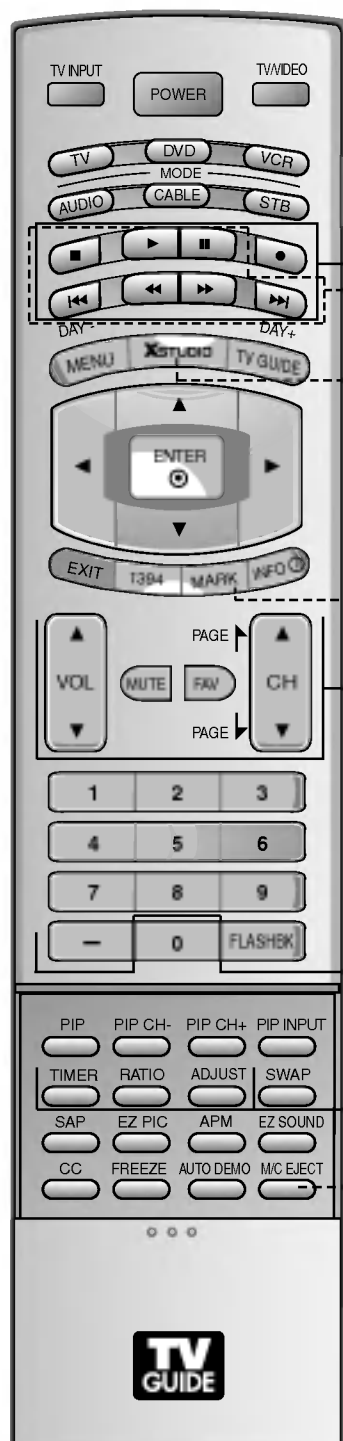 TV INPUT POWER TV/VIDEO
TV DVD VCR
MODE
AUDIO CABLE STB
DAY - DAY+
MENU XSTUDIO TV GUIDE
ENTER
EXIT 1394 MARK INFO
VOL MUTE FAV PAGE CH
PAGE
1 2 3
4 5 6
7 8 9
— 0 FLASHBK
PIP PIP CH- PIP CH+ PIP INPUT
TIMER RATIO ADJUST SWAP
SAP EZ PIC APM EZ SOUND
CC FREEZE AUTO DEMO M/C EJECT
TV
GUIDE